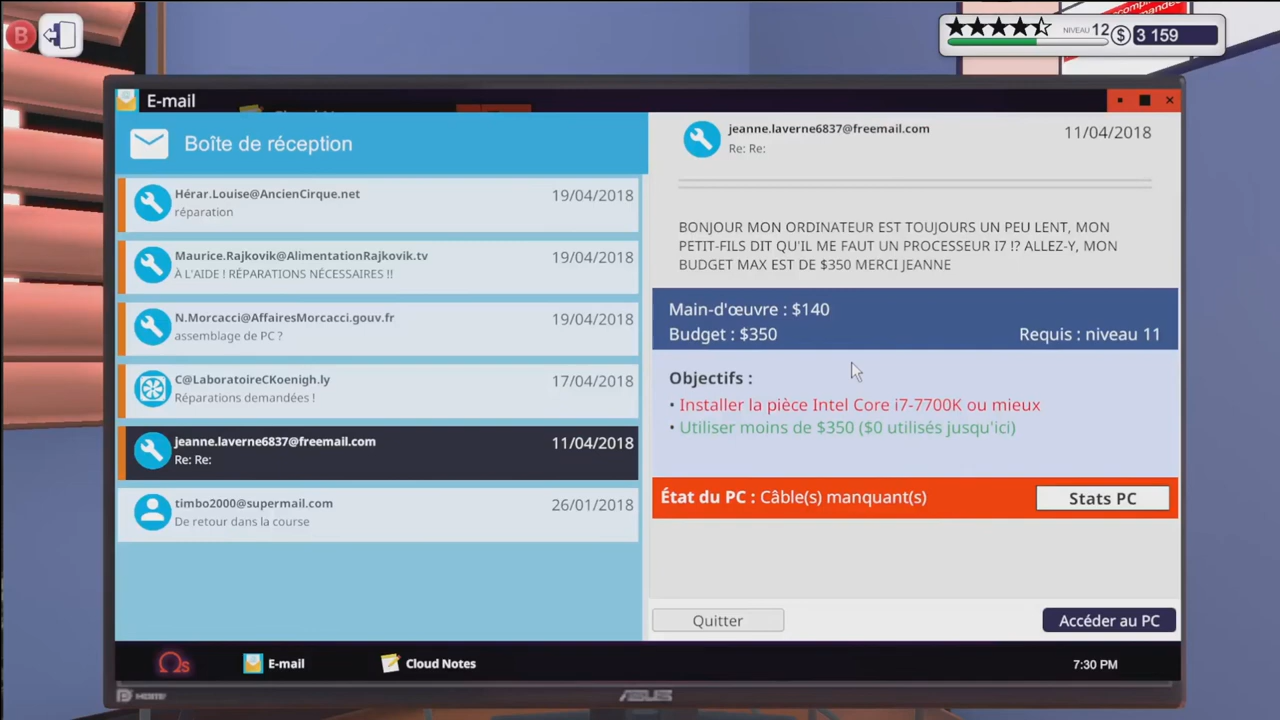 B
NIVEAU 12
$ 3 159
E-mail
Boîte de réception
Hérar.Louise@AncienCirque.net
19/04/2018
réparation
Maurice.Rajkovik@AlimentationRajkovik.tv
19/04/2018
À L'AIDE ! RÉPARATIONS NÉCESSAIRES !!
N.Morcacci@AffairesMorcacci.gouv.fr
19/04/2018
assemblage de PC ?
C@LaboratoireCKoenigh.ly
17/04/2018
Réparations demandées !
jeanne.laverne6837@freemail.com
11/04/2018
Re: Re:
timbo2000@supermail.com
26/01/2018
De retour dans la course
jeanne.laverne6837@freemail.com
11/04/2018
Re: Re:
BONJOUR MON ORDINATEUR EST TOUJOURS UN PEU LENT, MON
PETIT-FILS DIT QU'IL ME FAUT UN PROCESSEUR I7 !? ALLEZ-Y, MON
BUDGET MAX EST DE $350 MERCI JEANNE
Main-d'œuvre : $140
Budget : $350
Requis : niveau 11
Objectifs :
• Installer la pièce Intel Core i7-7700K ou mieux
• Utiliser moins de $350 ($0 utilisés jusqu'ici)
État du PC : Câble(s) manquant(s)
Stats PC
Quitter
Accéder au PC
Ωs
E-mail
Cloud Notes
7:30 PM
HDMI
ASUS